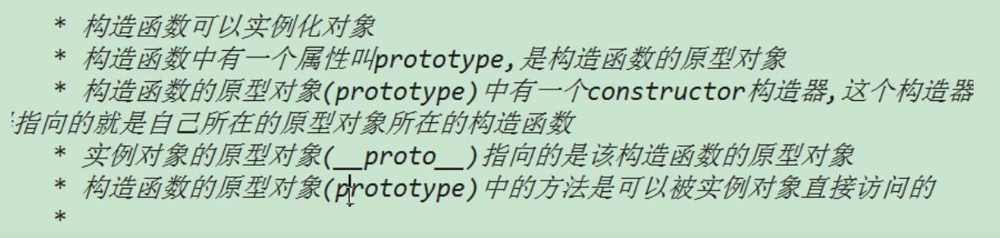 * 构造函数可以实例化对象
* 构造函数中有一个属性叫prototype,是构造函数的原型对象
* 构造函数的原型对象(prototype)中有一个constructor构造器,这个构造器
指向的就是自己所在的原型对象所在的构造函数
* 实例对象的原型对象(__proto__)指向的是该构造函数的原型对象
* 构造函数的原型对象(prototype)中的方法是可以被实例对象直接访问的
*